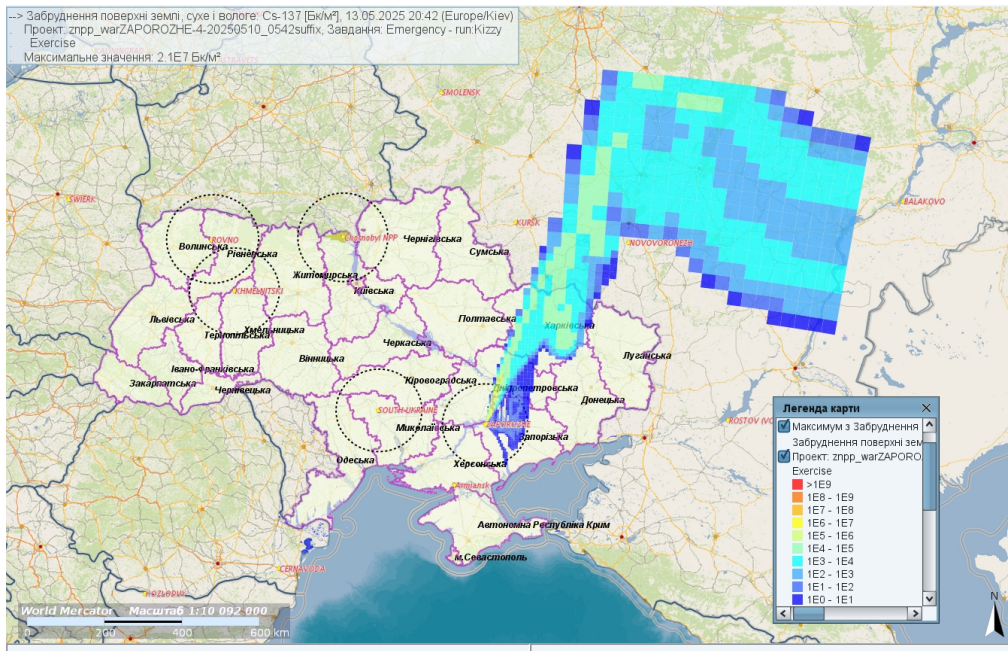 --> Забруднення поверхні землі, сухе і вологе: Cs-137 [Бк/м²], 13.05.2025 20:42 (Europe/Kiev)
Проект: znpp_warZAPOROZHE-4-20250510_0542suffix, Завдання: Emergency - run:Kizzy
Exercise
Максимальне значення: 2.1E7 Бк/м²
SMOLENSK
SWIERK
BALAKOVO
KURSK
ROVNO
Волинська
Рівненська
Chornobyl NPP
Чернігівська
Сумська
NOVOVORONEZH
Житомирська
Київська
KHMELNITSKI
Львівська
Тернопільська
Хмельницька
Полтавська
Харківська
Вінницька
Черкаська
Луганська
Івано-Франківська
Закарпатська
Чернівецька
Кіровоградська
Дніпропетровська
Донецька
SOUTH-UKRAINE
Миколаївська
ZAPOROZHE
Запорізька
ROSTOV (VO
Одеська
Херсонська
Armiansk
Автономна Республіка Крим
м.Севастополь
CERNAVODA
KOZLODUY
Легенда карти
Максимум з Забруднення
Забруднення поверхні зем
Проект: znpp_warZAPORO
Exercise
>1E9
1E8 - 1E9
1E7 - 1E8
1E6 - 1E7
1E5 - 1E6
1E4 - 1E5
1E3 - 1E4
1E2 - 1E3
1E1 - 1E2
1E0 - 1E1
World Mercator Масштаб 1:10 092 000
0 200 400 600 km
N